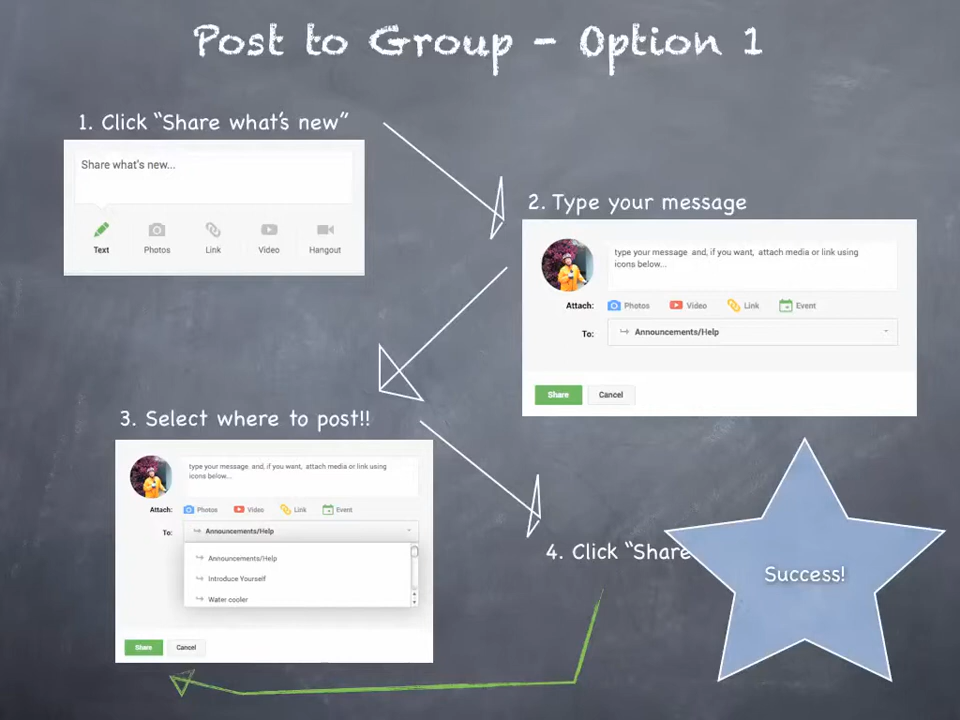 Post to Group - Option 1
1. Click “Share what’s new”
Share what's new...
Text Photos Link Video Hangout
2. Type your message
type your message and, if you want, attach media or link using
icons below...
Attach: Photos Video Link Event
To: Announcements/Help
Share Cancel
3. Select where to post!!
type your message and, if you want, attach media or link using
icons below...
Attach: Photos Video Link Event
To: Announcements/Help
Announcements/Help
Introduce Yourself
Water cooler
Share Cancel
4. Click “Share
Success!